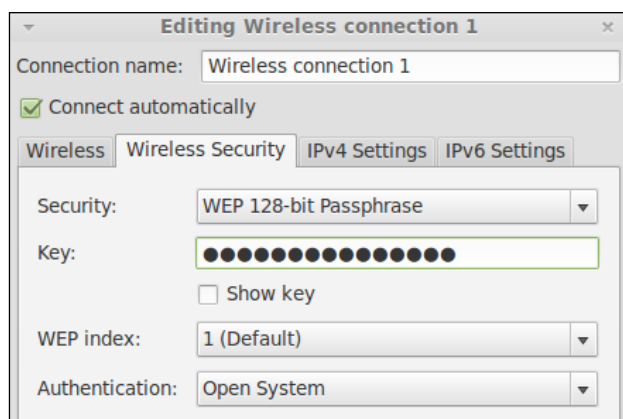 Editing Wireless connection 1
Connection name: Wireless connection 1
Connect automatically
Wireless Wireless Security IPv4 Settings IPv6 Settings
Security: WEP 128-bit Passphrase
Key: ●●●●●●●●●●●●●●●
Show key
WEP index: 1 (Default)
Authentication: Open System